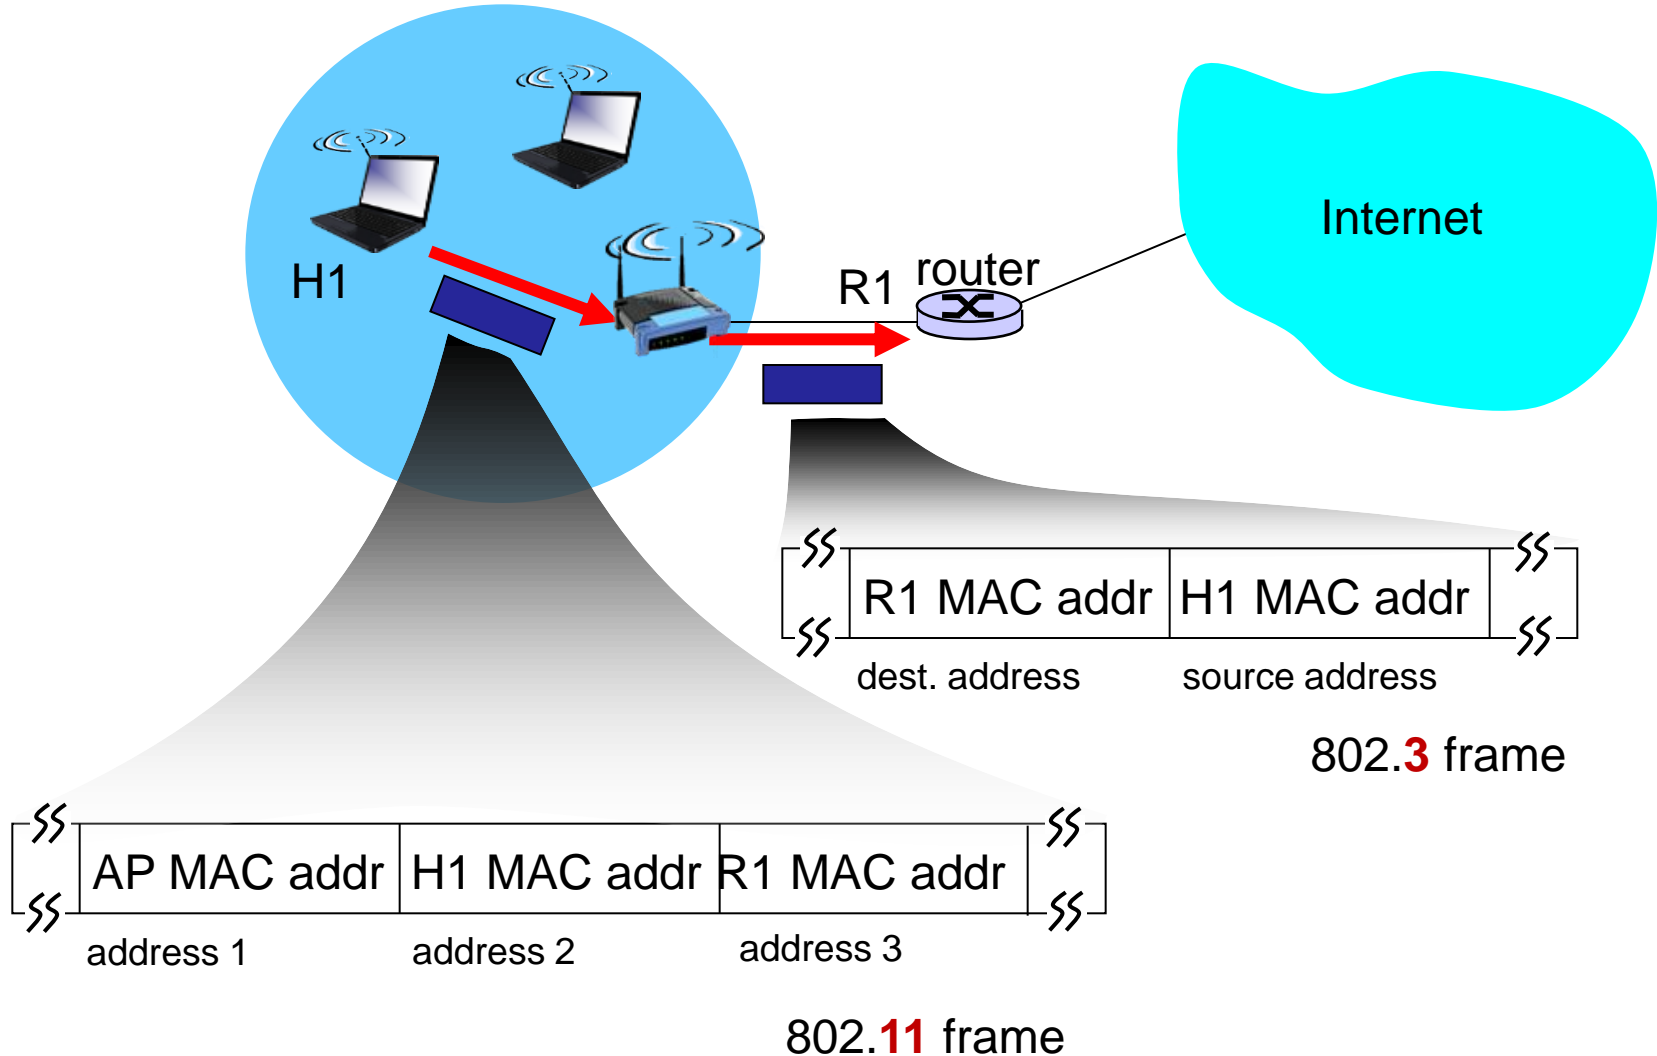 Internet
router
R1
H1
R1 MAC addr H1 MAC addr
dest. address source address
802.3 frame
AP MAC addr H1 MAC addr R1 MAC addr
address 1 address 2 address 3
802.11 frame